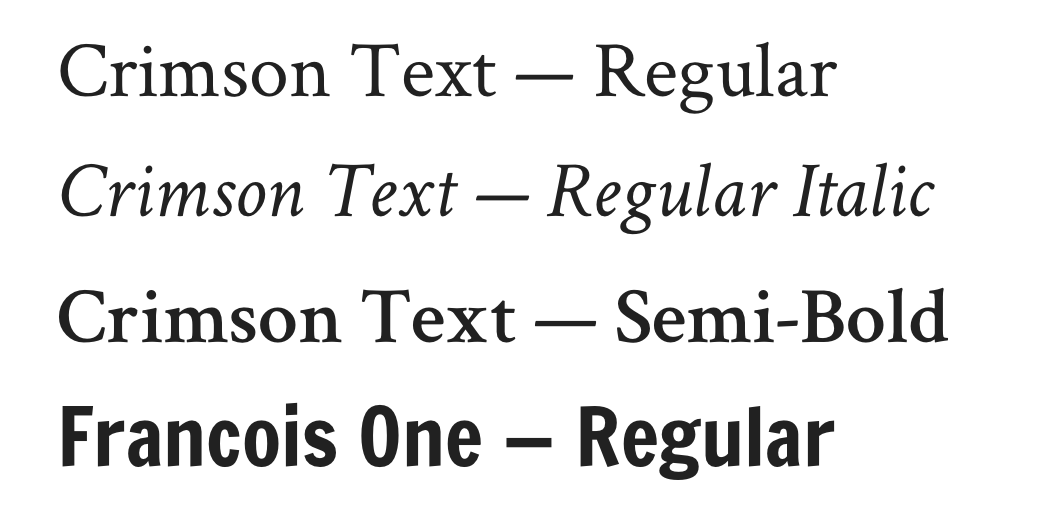 Crimson Text — Regular
Crimson Text — Regular Italic
Crimson Text — Semi-Bold
Francois One — Regular